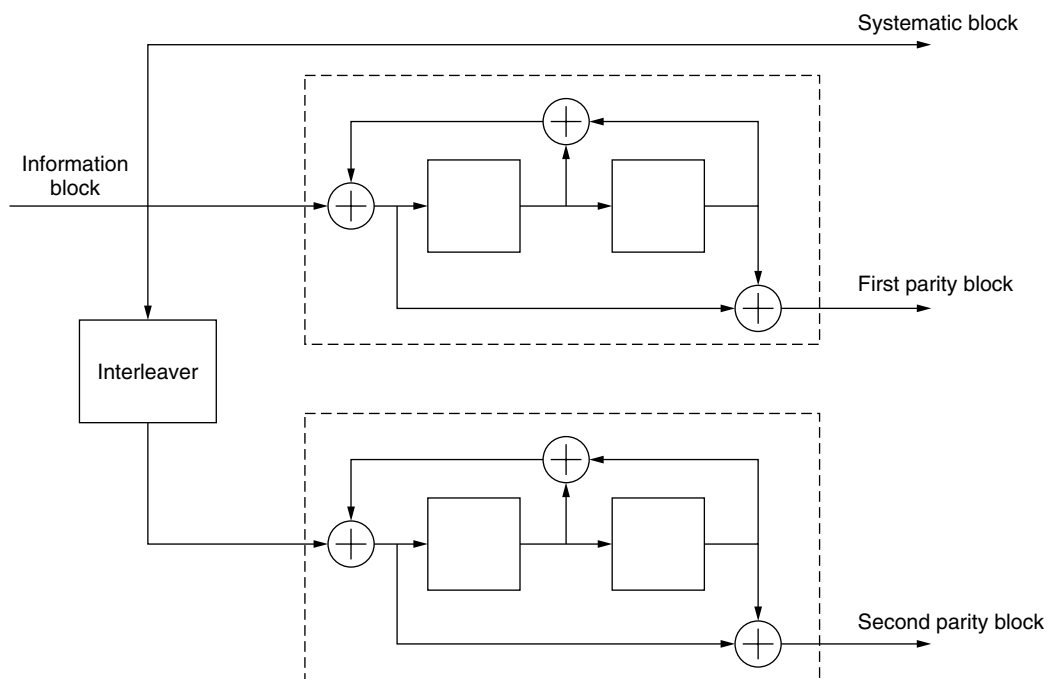 Systematic block
Information
block
First parity block
Interleaver
Second parity block